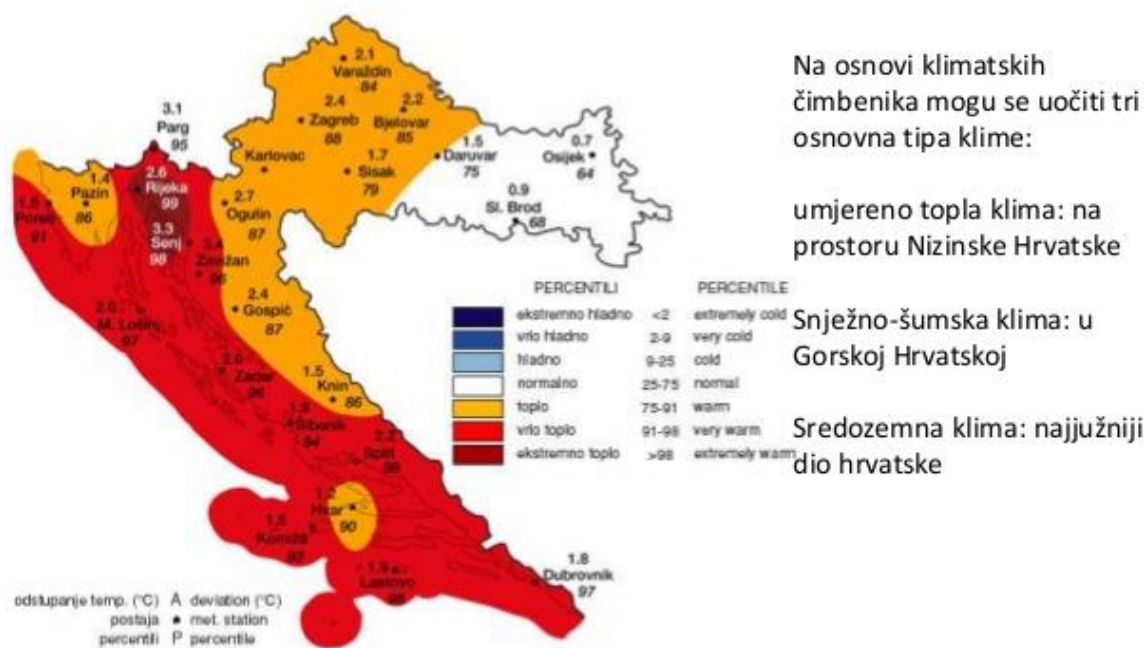 2.1
Varaždin
84
2.4
Zagreb
88
2.2
Bjelovar
85
3.1
Parg
95
Karlovac
1.7
Sisak
79
1.5
Daruvar
75
0.7
Osijek
64
0.9
Sl. Brod
68
1.4
Pazin
86
2.6
Rijeka
99
Poreč
91
2.7
Ogulin
87
3.3
Senj
98
3.4
Zavižan
96
2.4
Gospić
87
M. Lošinj
97
Zadar
96
1.5
Knin
86
Šibenik
94
Split
1.2
Hvar
90
Komiža
Lastovo
1.8
Dubrovnik
97
PERCENTILI PERCENTILE
ekstremno hladno <2 extremely cold
vrlo hladno 2-9 very cold
hladno 9-25 cold
normalno 25-75 normal
toplo 75-91 warm
vrlo toplo 91-98 very warm
ekstremno toplo >98 extremely warm
odstupanje temp. (°C) A deviation (°C)
postaja • met. station
percentili P percentile
Na osnovi klimatskih
čimbenika mogu se uočiti tri
osnovna tipa klime:
umjereno topla klima: na
prostoru Nizinske Hrvatske
Snježno-šumska klima: u
Gorskoj Hrvatskoj
Sredozemna klima: najjužniji
dio hrvatske